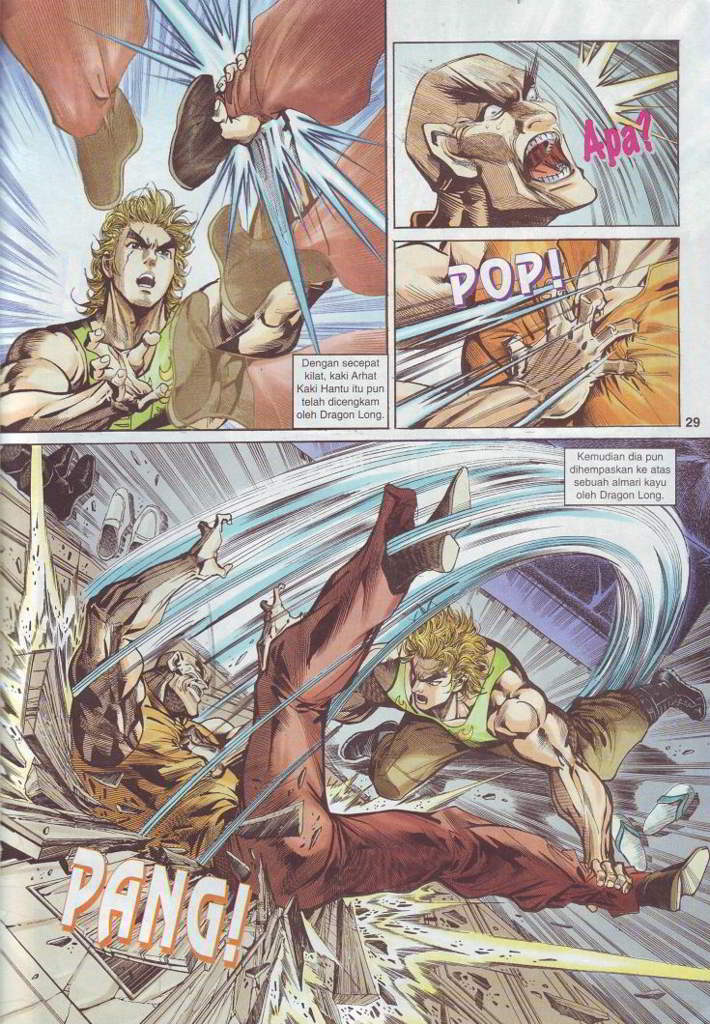 Dengan secepat
kilat, kaki Arhat
Kaki Hantu itu pun
telah dicengkam
oleh Dragon Long.
Apa?
POP!
29
Kemudian dia pun
dihempaskan ke atas
sebuah almari kayu
oleh Dragon Long.
PANG!